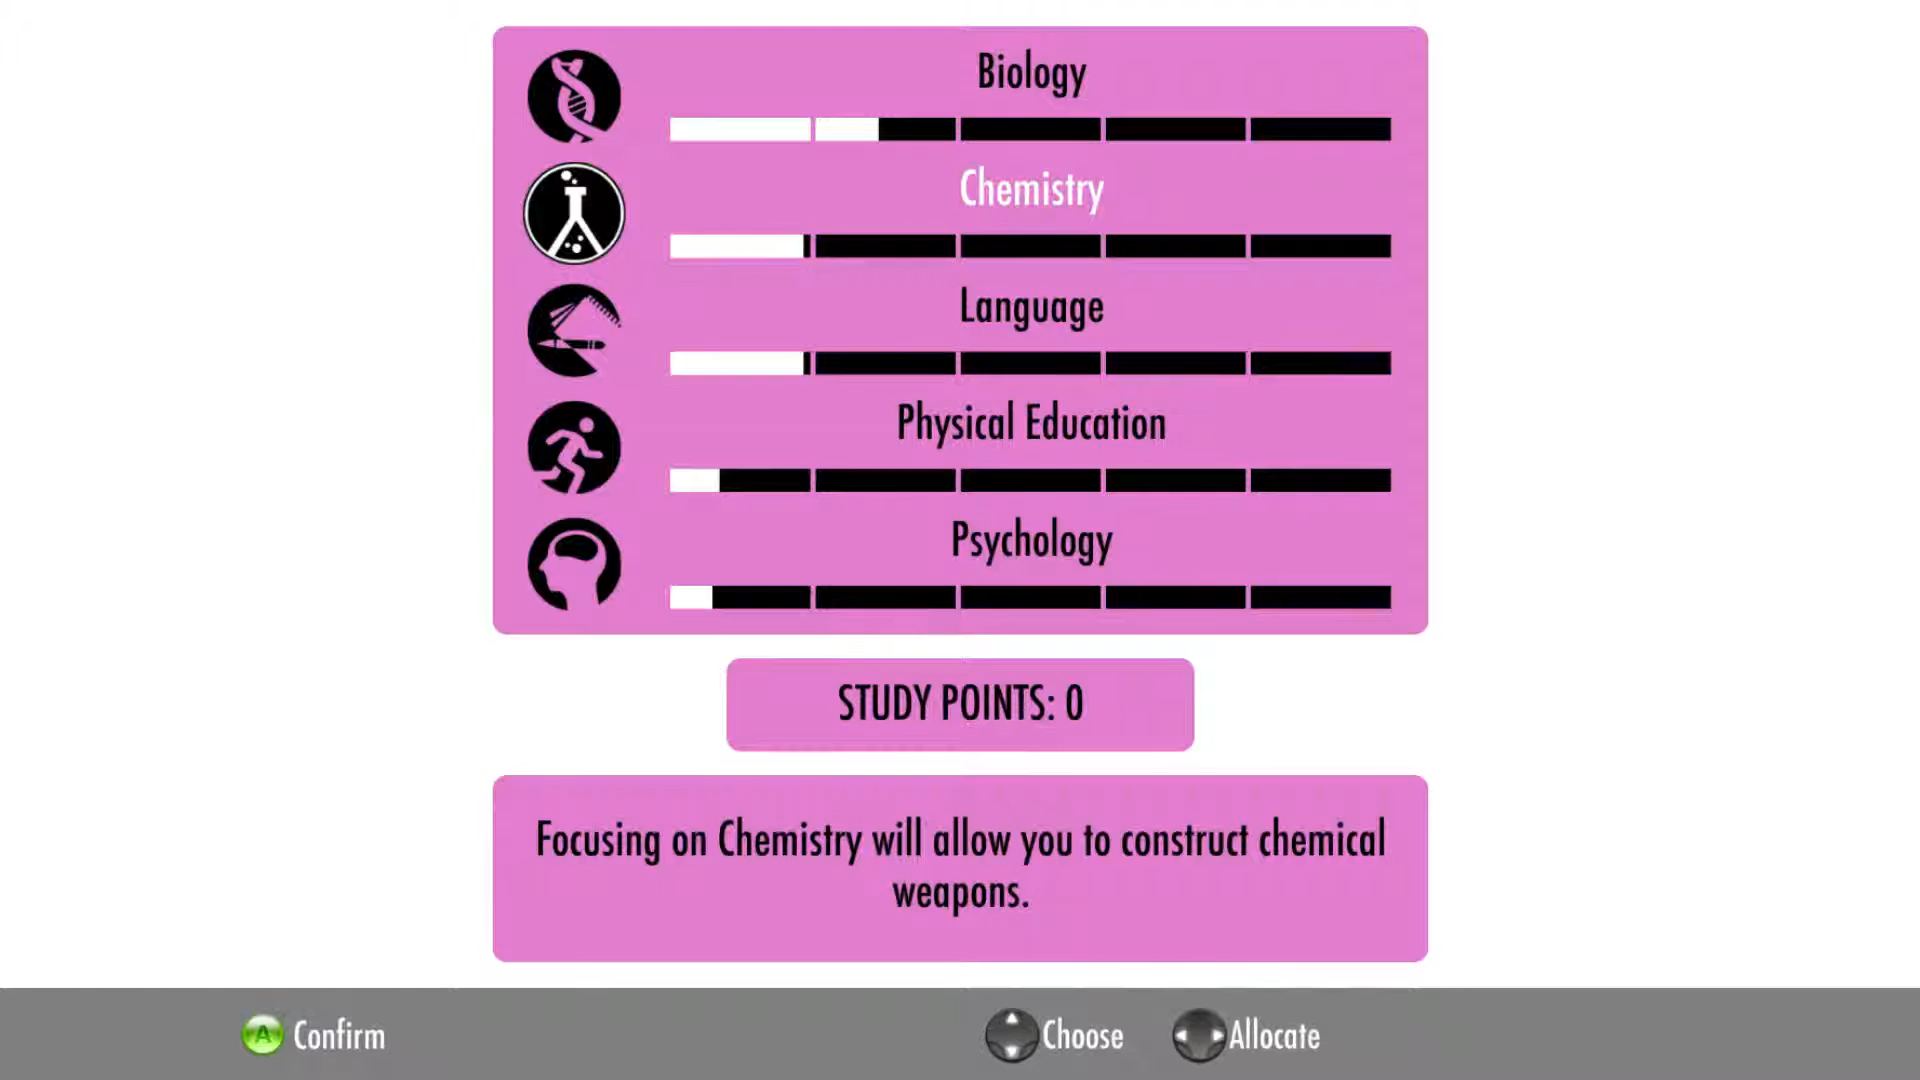 Biology
Chemistry
Language
Physical Education
Psychology
STUDY POINTS: 0
Focusing on Chemistry will allow you to construct chemical
weapons.
A Confirm
Choose
Allocate